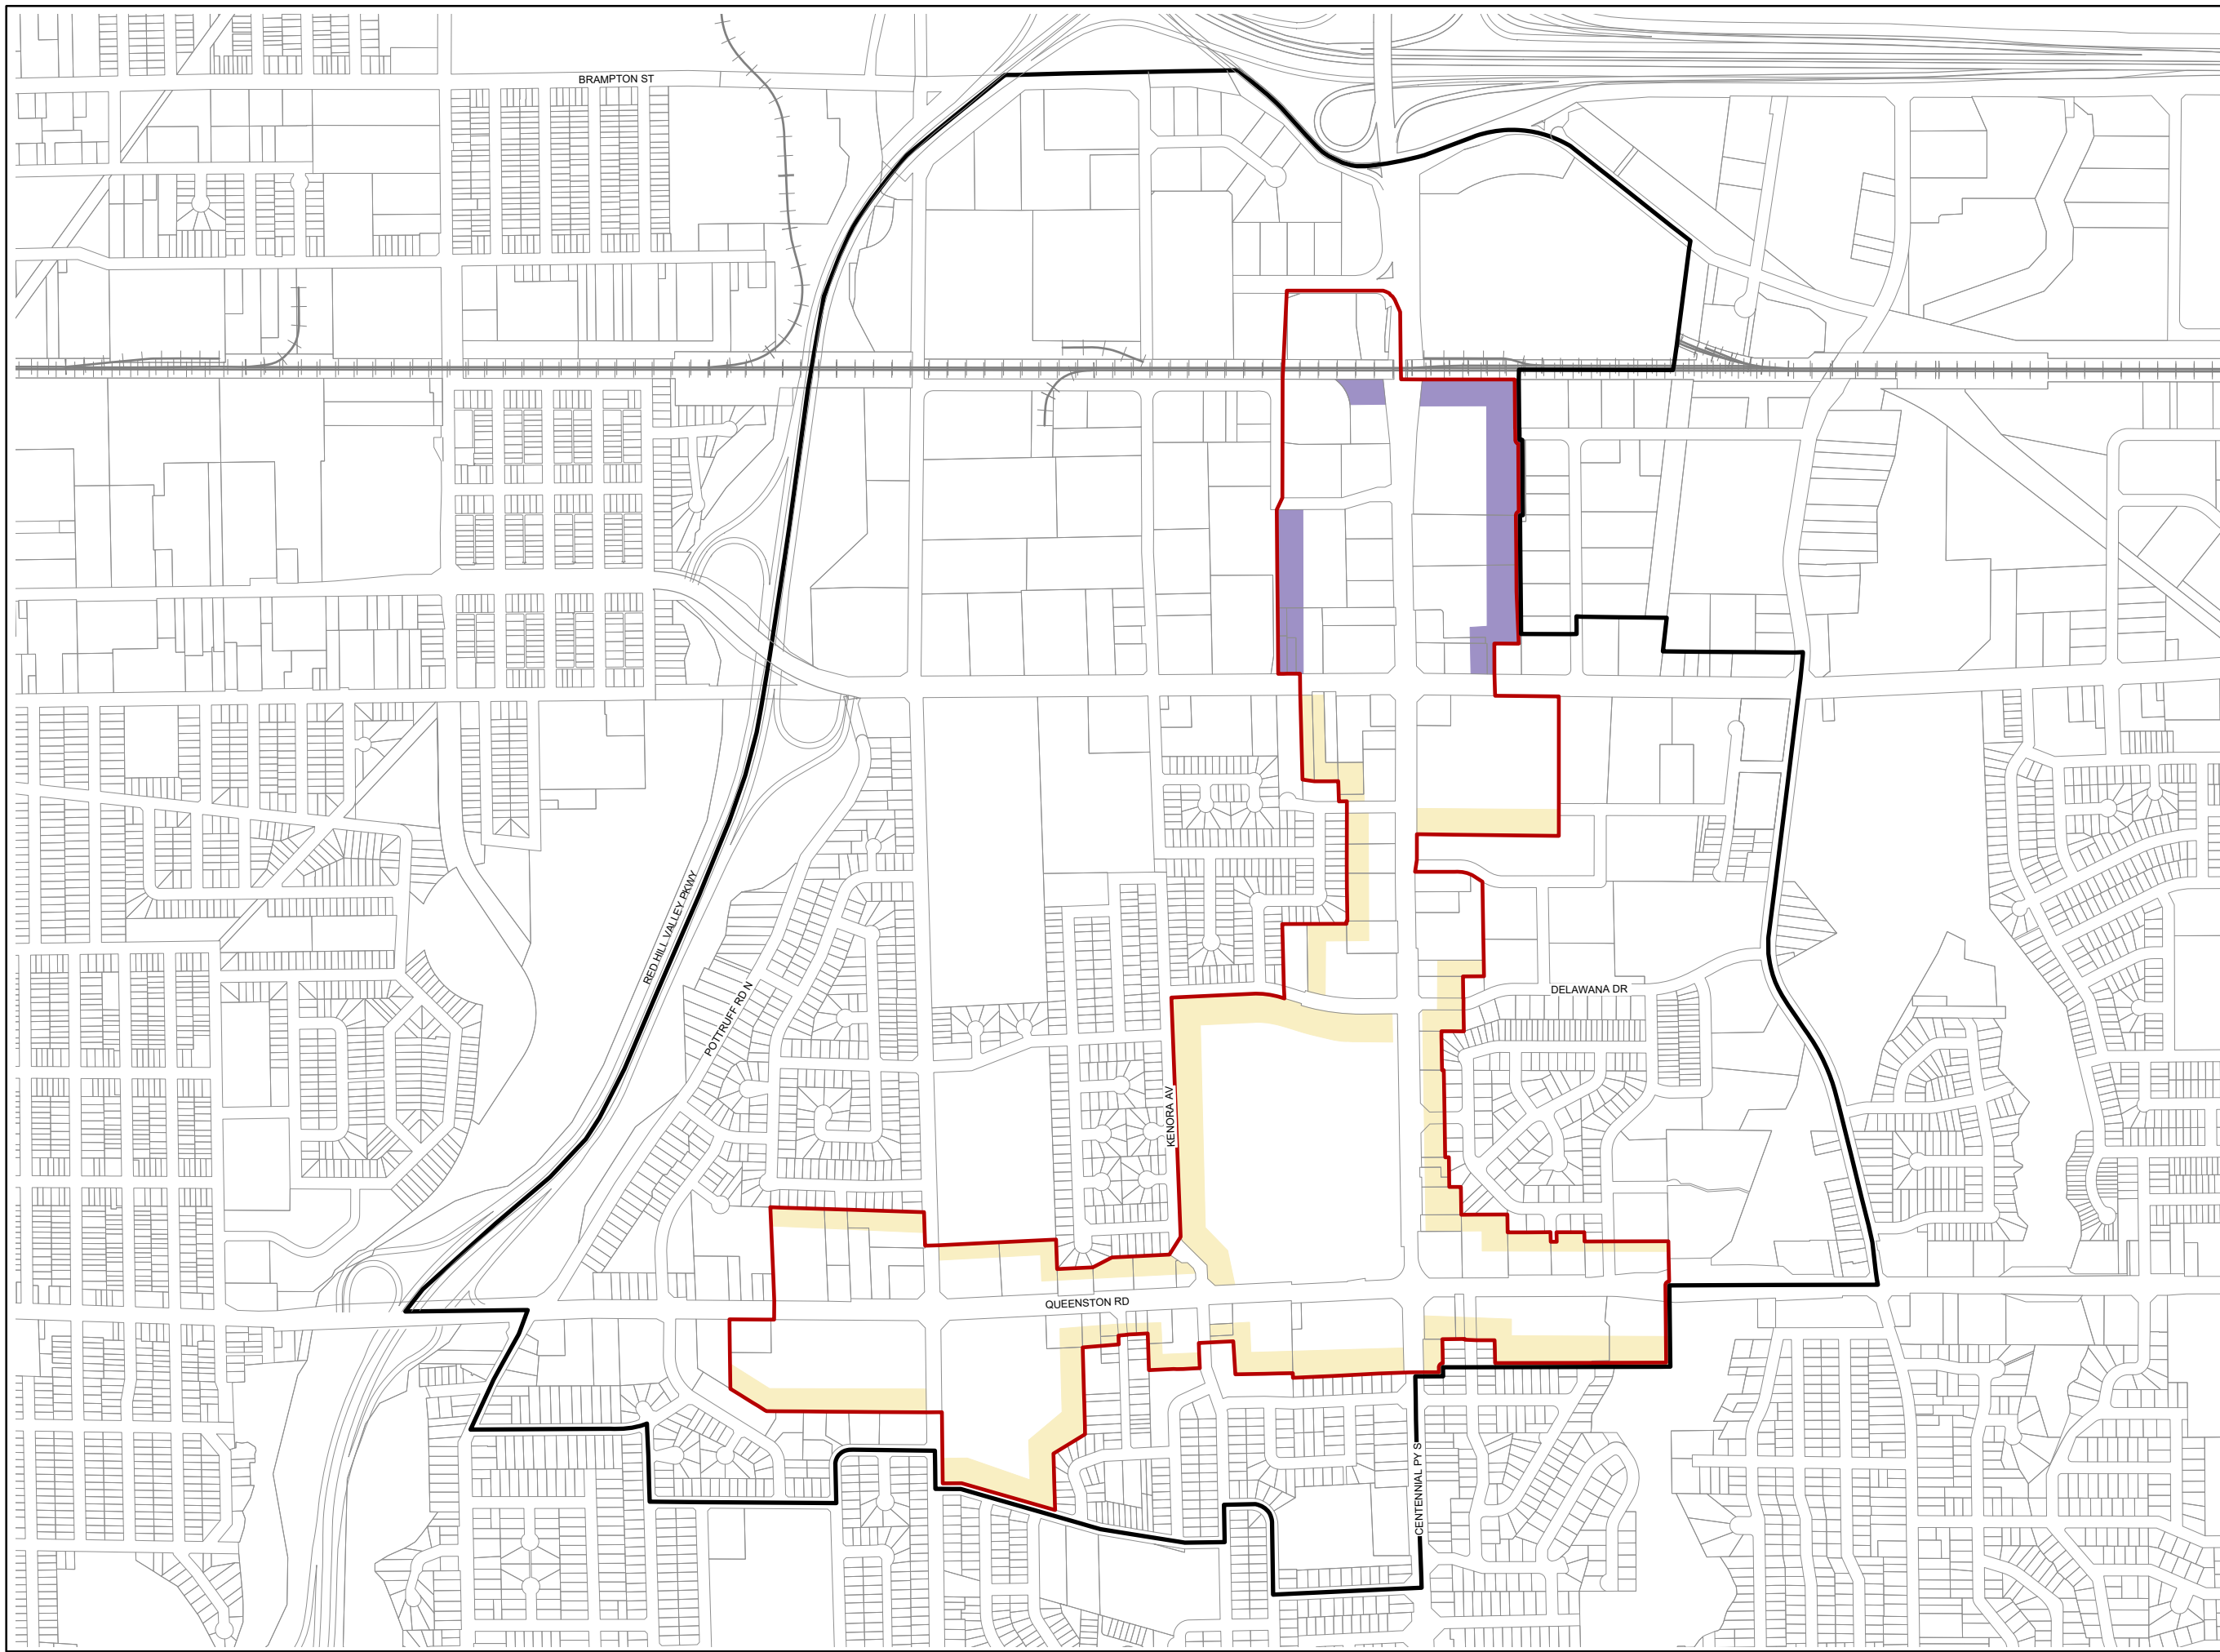 BRAMPTON ST
RED HILL VALLEY PKWY
POTTRUFF RD N
DELAWANA DR
KENORA AV
QUEENSTON RD
CENTENNIAL PY S